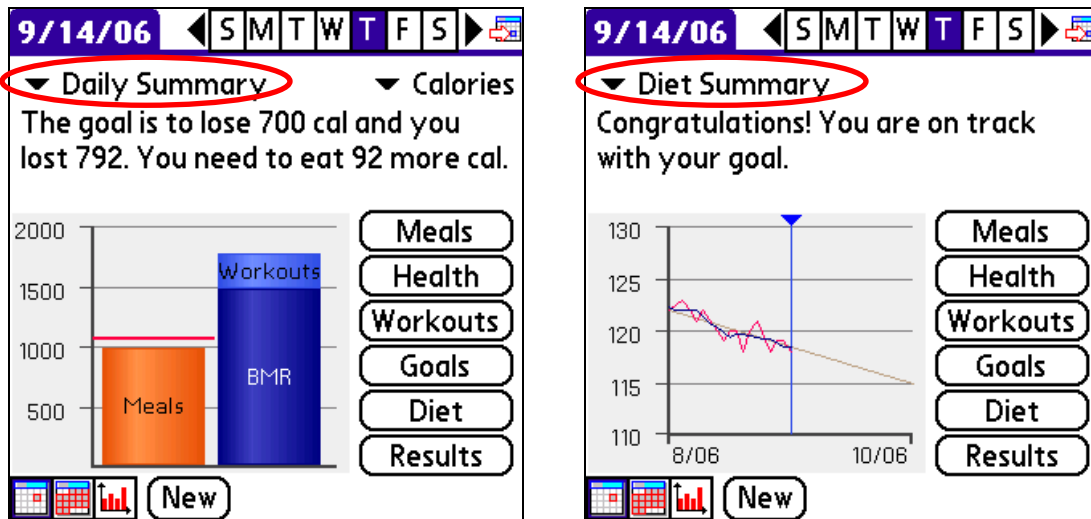 9/14/06 S M T W T F S
Daily Summary Calories
The goal is to lose 700 cal and you
lost 792. You need to eat 92 more cal.
2000
1500
1000
500
Meals
Workouts
BMR
Meals
Health
Workouts
Goals
Diet
Results
New
9/14/06 S M T W T F S
Diet Summary
Congratulations! You are on track
with your goal.
130
125
120
115
110
8/06 10/06
Meals
Health
Workouts
Goals
Diet
Results
New